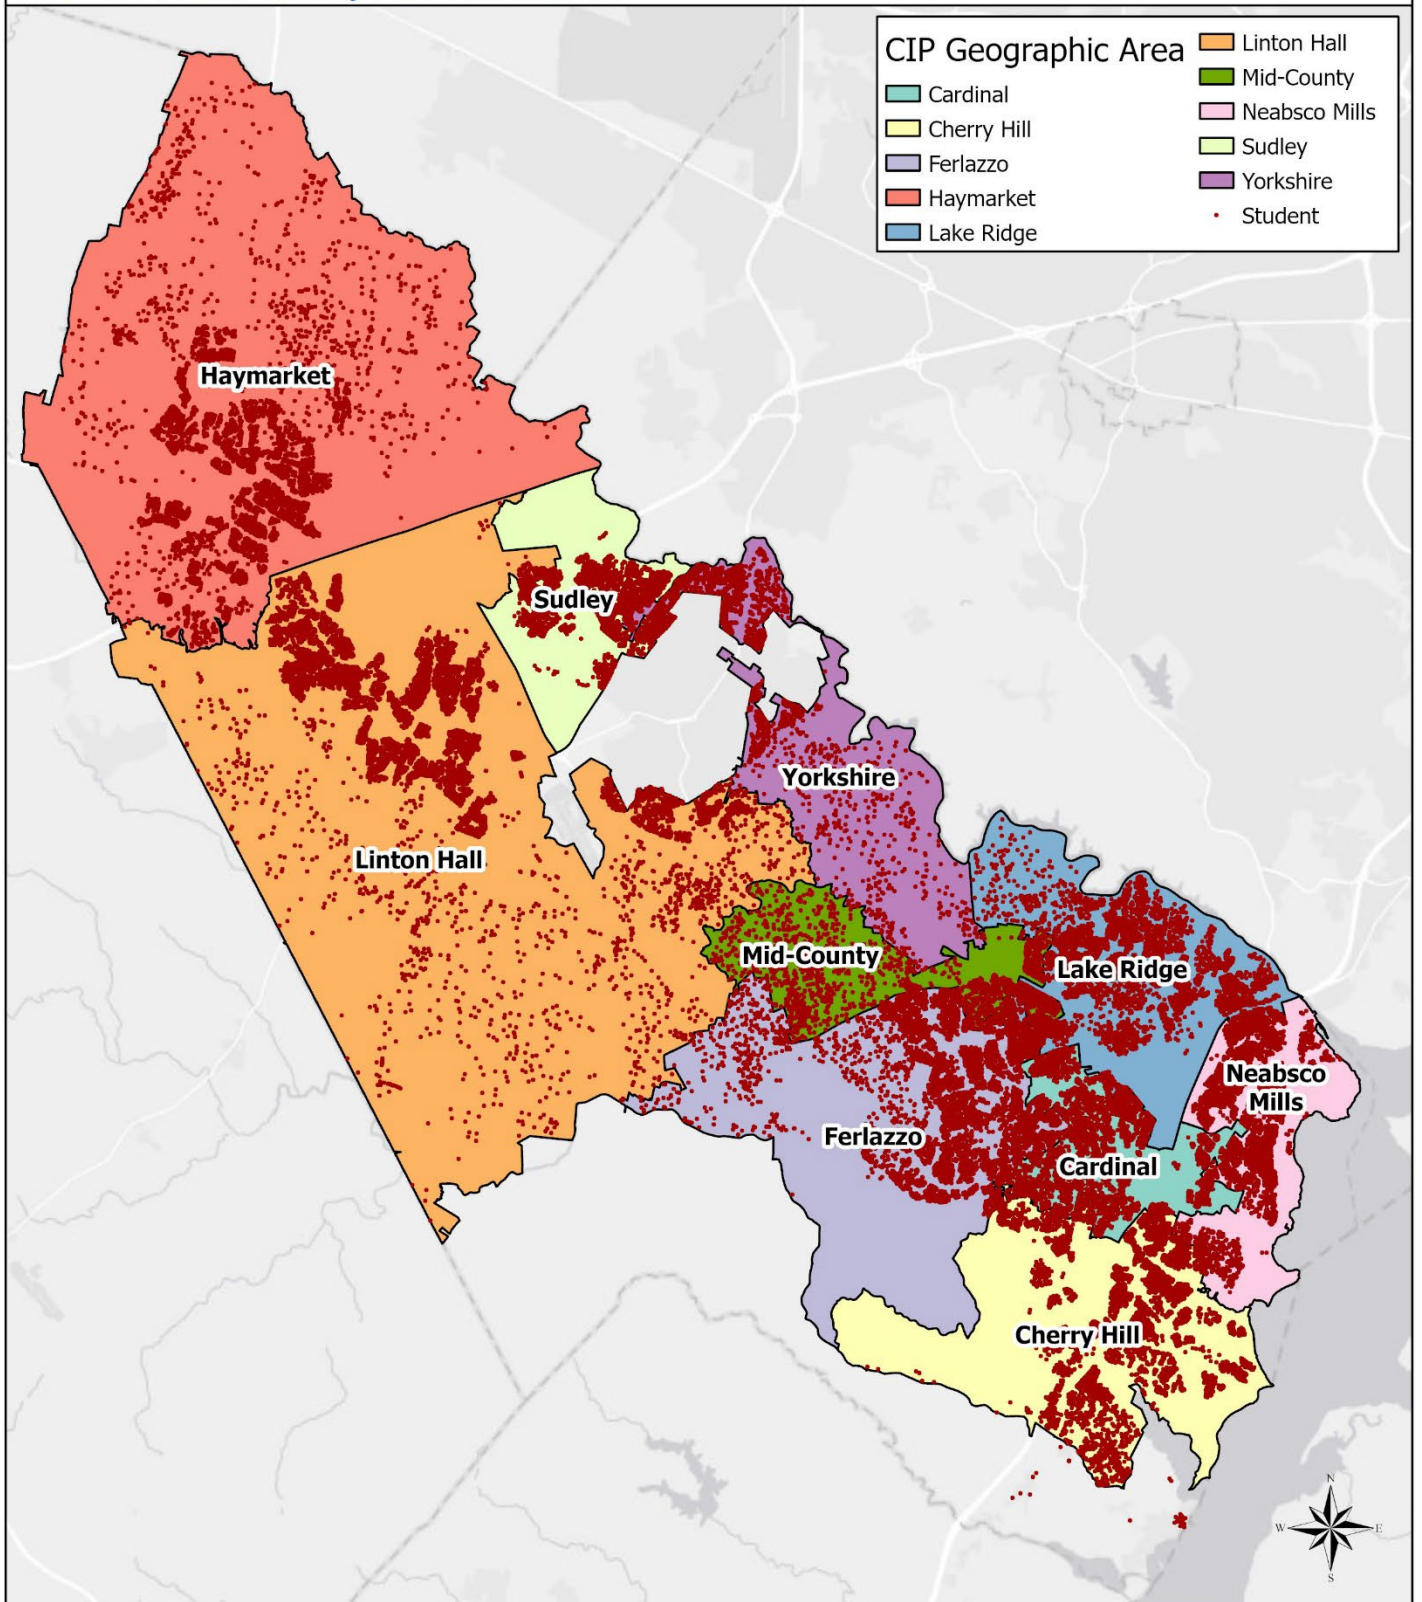 CIP Geographic Area
Cardinal
Cherry Hill
Ferlazzo
Haymarket
Lake Ridge
Linton Hall
Mid-County
Neabsco Mills
Sudley
Yorkshire
Student
Haymarket
Sudley
Yorkshire
Linton Hall
Mid-County
Lake Ridge
Neabsco
Mills
Ferlazzo
Cardinal
Cherry Hill
N
W
E
S